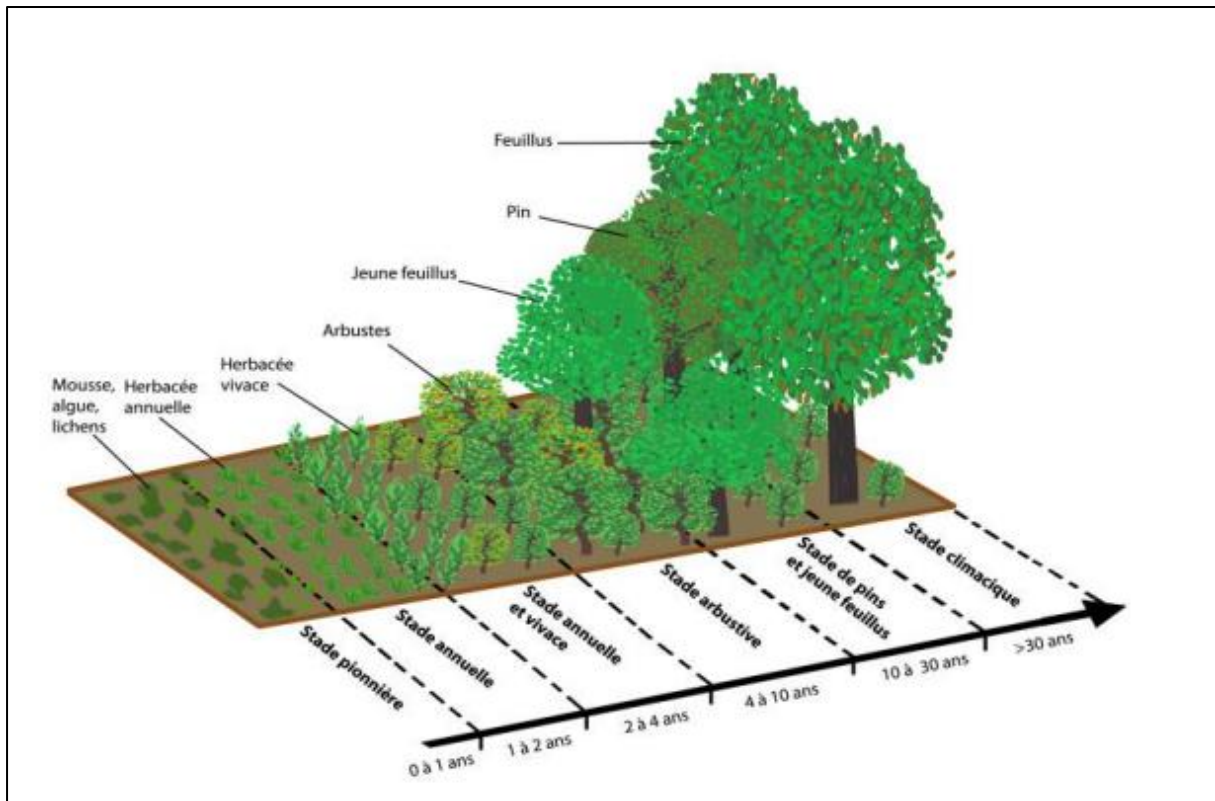 Feuillus
Pin
Jeune feuillus
Arbustes
Herbacée
vivace
Herbacée
annuelle
Mousse,
algue,
lichens
Stade pionnière
Stade annuelle
Stade annuelle
et vivace
Stade arbustive
Stade de pins
et jeune feuillus
Stade climacique
0 à 1 ans
1 à 2 ans
2 à 4 ans
4 à 10 ans
10 à 30 ans
>30 ans